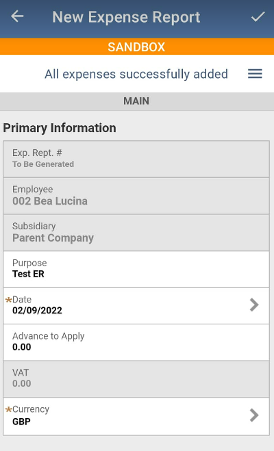 New Expense Report
SANDBOX
All expenses successfully added
MAIN
Primary Information
Exp. Rept. #
To Be Generated
Employee
002 Bea Lucina
Subsidiary
Parent Company
Purpose
Test ER
*Date
02/09/2022
Advance to Apply
0.00
VAT
0.00
*Currency
GBP